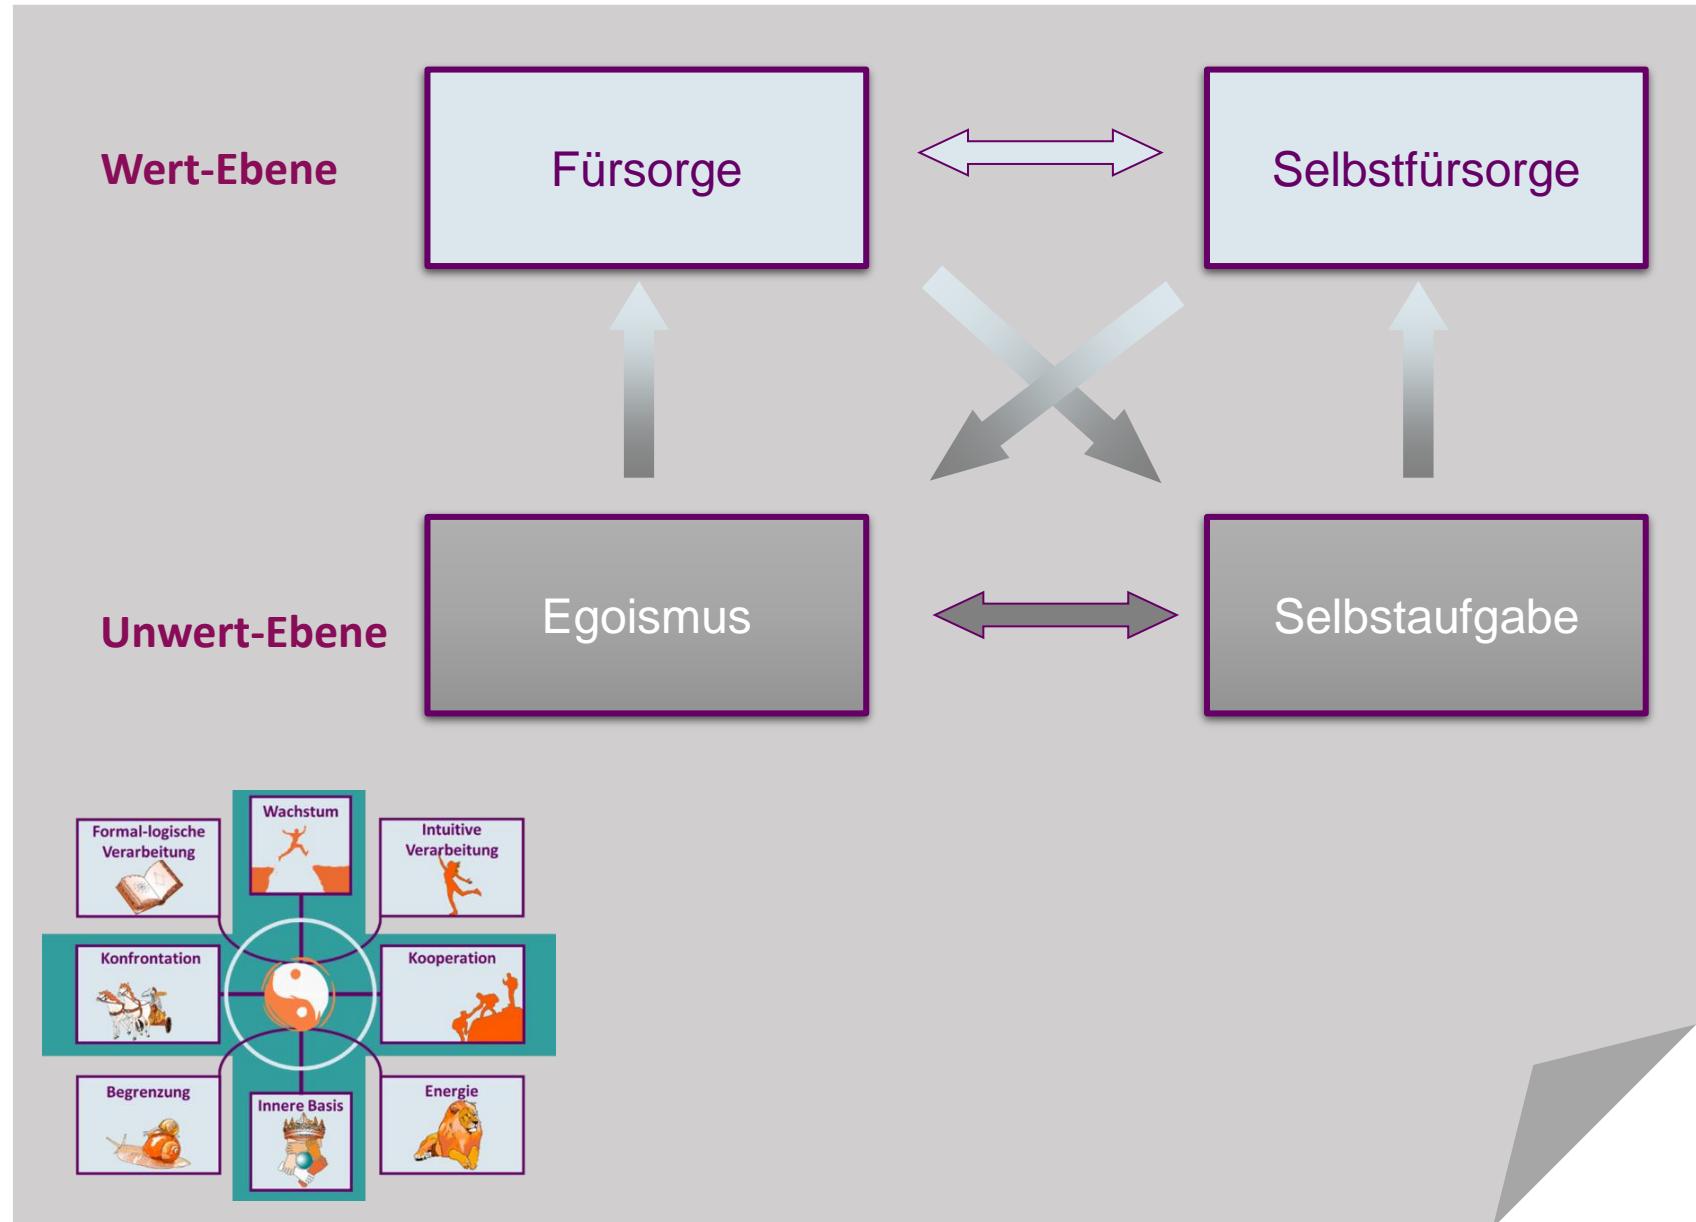 Wert-Ebene
Fürsorge
Selbstfürsorge
Unwert-Ebene
Egoismus
Selbstaufgabe
Wachstum
Formal-logische
Verarbeitung
Intuitive
Verarbeitung
Konfrontation
Kooperation
Begrenzung
Innere Basis
Energie